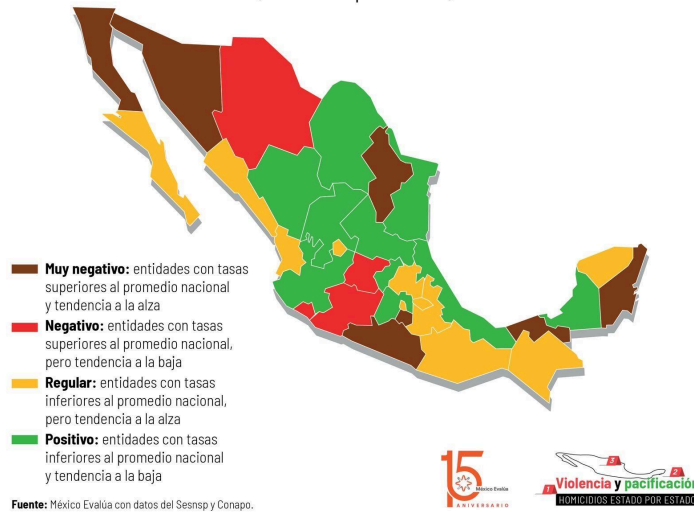 Muy negativo: entidades con tasas
superiores al promedio nacional
y tendencia a la alza
Negativo: entidades con tasas
superiores al promedio nacional,
pero tendencia a la baja
Regular: entidades con tasas
inferiores al promedio nacional,
pero tendencia a la alza
Positivo: entidades con tasas
inferiores al promedio nacional
y tendencia a la baja
Fuente: México Evalúa con datos del Sesnsp y Conapo.
15
México Evalúa
ANIVERSARIO
3
2
1
Violencia y pacificación
HOMICIDIOS ESTADO POR ESTADO